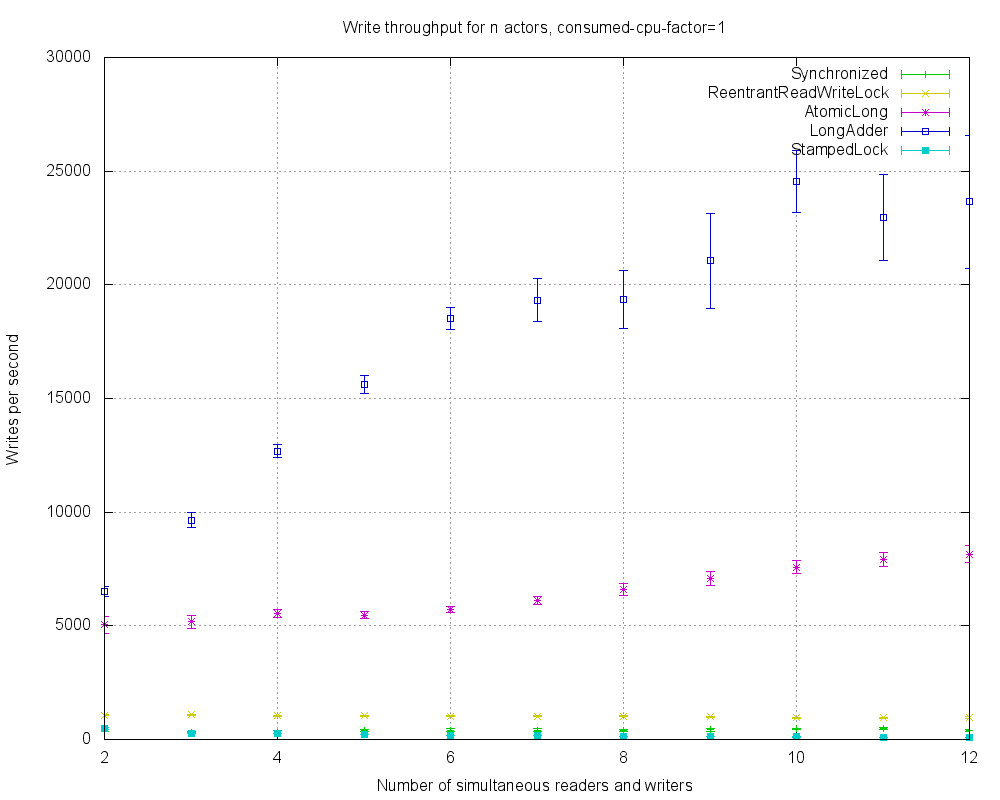 Write throughput for n actors, consumed-cpu-factor=1
30000
25000
20000
15000
10000
5000
0
Writes per second
Synchronized
ReentrantReadWriteLock
AtomicLong
LongAdder
StampedLock
2 4 6 8 10 12
Number of simultaneous readers and writers